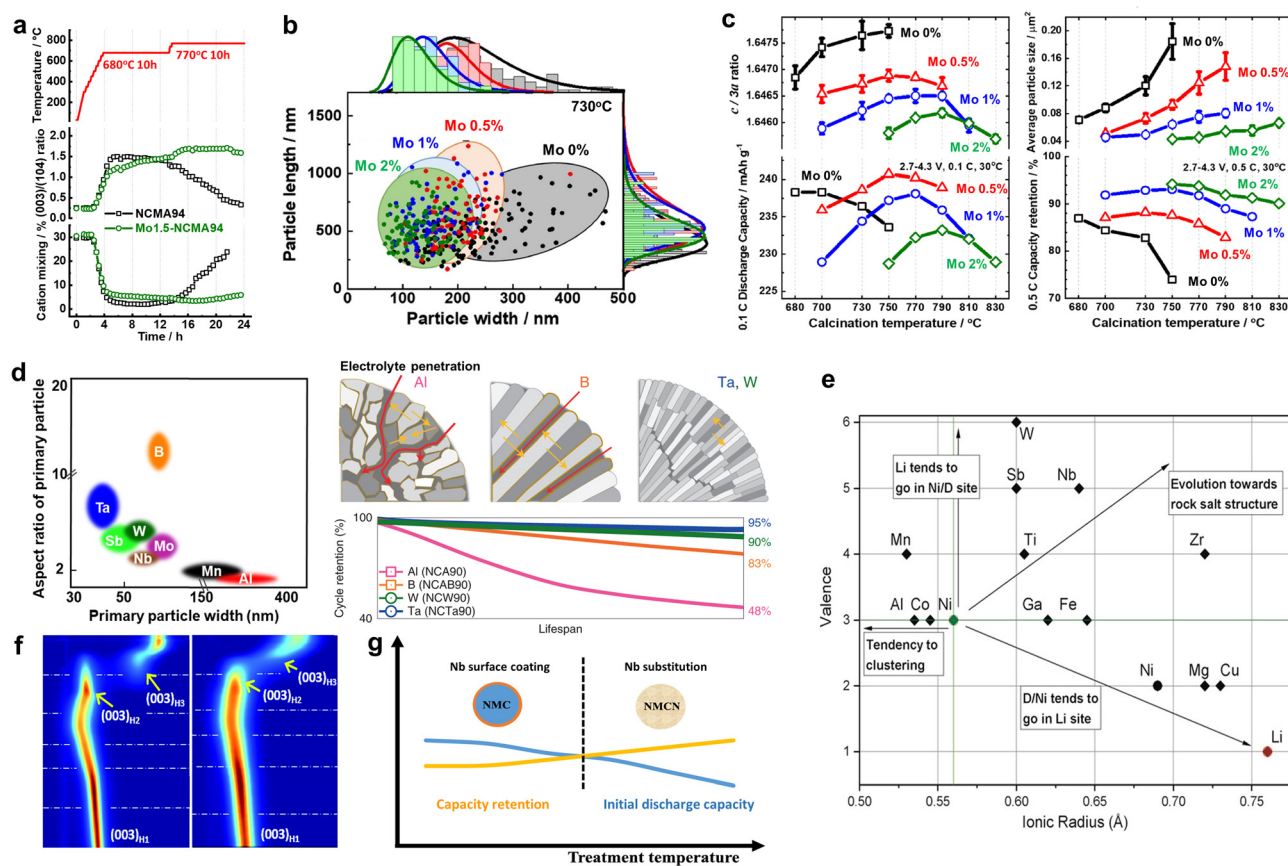 a
Temperature / °C
800
600
400
200
0
680°C 10h
770°C 10h
(003)/(104) ratio
1.5
1.0
0.5
0.0
Cation mixing / %
30
20
10
0
NCMA94
Mo1.5-NCMA94
0 4 8 12 16 20 24
Time / h
b
730°C
Particle length / nm
1500
1250
1000
750
500
250
0
Mo 0.5%
Mo 1%
Mo 0%
Mo 2%
0 100 200 300 400 500
Particle width / nm
c
c / 3a ratio
1.6475
1.6470
1.6465
1.6460
Mo 0%
Mo 0.5%
Mo 1%
Mo 2%
0.1 C Discharge Capacity / mAh g⁻¹
240
237
235
232
230
227
225
Mo 0%
Mo 0.5%
Mo 1%
Mo 2%
680 700 730 750 770 790 810 830
Calcination temperature / °C
Average particle size / μm²
0.20
0.16
0.12
0.08
0.04
Mo 0%
Mo 0.5%
Mo 1%
Mo 2%
2.7-4.3 V, 0.1 C, 30°C
2.7-4.3 V, 0.5 C, 30°C
0.5 C Capacity retention / %
100
95
90
85
80
75
70
Mo 2%
Mo 1%
Mo 0.5%
Mo 0%
680 700 730 750 770 790 810 830
Calcination temperature / °C
d
Aspect ratio of primary particle
20
10
2
B
Ta
Sb
W
Nb
Mo
Mn
Al
30 50 150 400
Primary particle width (nm)
Electrolyte penetration
Al
B
Ta, W
Cycle retention (%)
100
40
Al (NCA90)
B (NCAB90)
W (NCW90)
Ta (NCTa90)
95%
90%
83%
48%
Lifespan
e
Valence
6
5
4
3
2
1
Li tends to
go in Ni/D site
Evolution towards
rock salt structure
Tendency to
clustering
D/Ni tends to
go in Li site
W
Sb
Nb
Mn
Ti
Zr
Al
Co
Ni
Ga
Fe
Ni
Mg
Cu
Li
0.50 0.55 0.60 0.65 0.70 0.75
Ionic Radius (Å)
f
(003)H3
(003)H2
(003)H1
(003)H3
(003)H2
(003)H1
g
Nb surface coating
Nb substitution
NMC
NMCN
Capacity retention
Initial discharge capacity
Treatment temperature